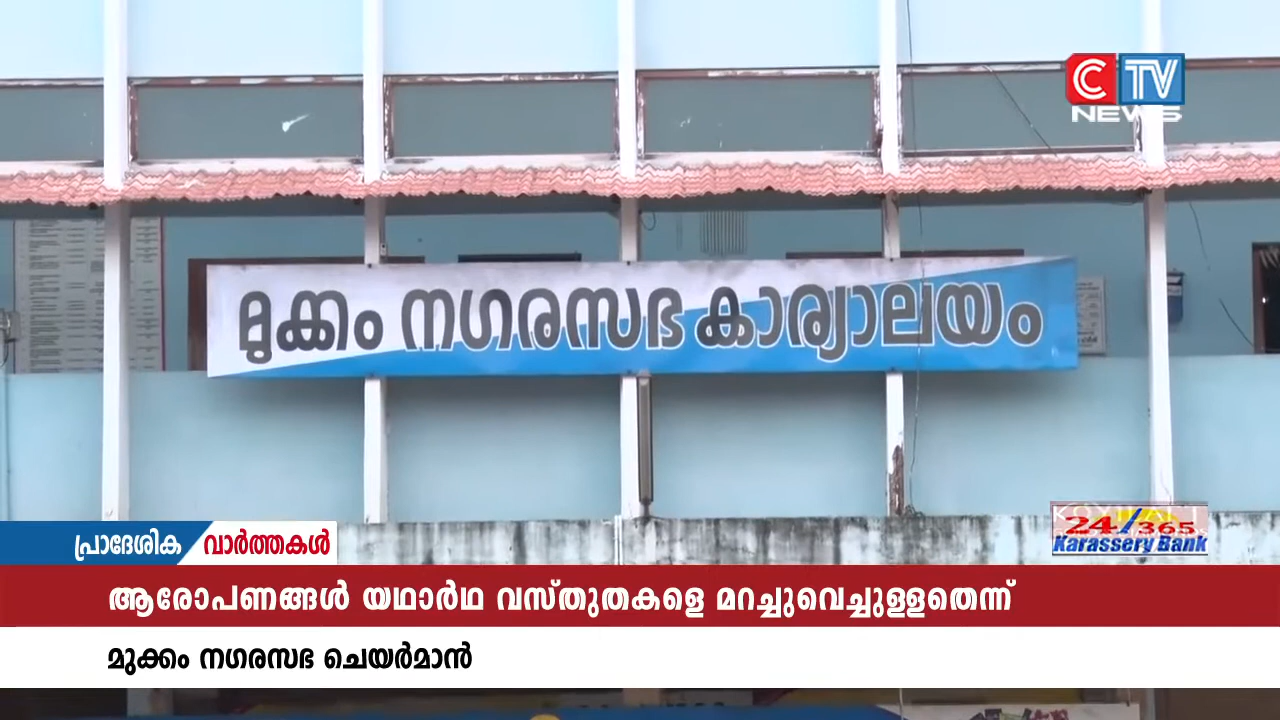 CTV
NEWS
മുക്കം നഗരസഭ കാര്യാലയം
24/365
Karassery Bank
പ്രാദേശിക വാർത്തകൾ
ആരോപണങ്ങൾ യഥാർഥ വസ്തുതകളെ മറച്ചുവെച്ചുള്ളതെന്ന്
മുക്കം നഗരസഭ ചെയർമാൻ